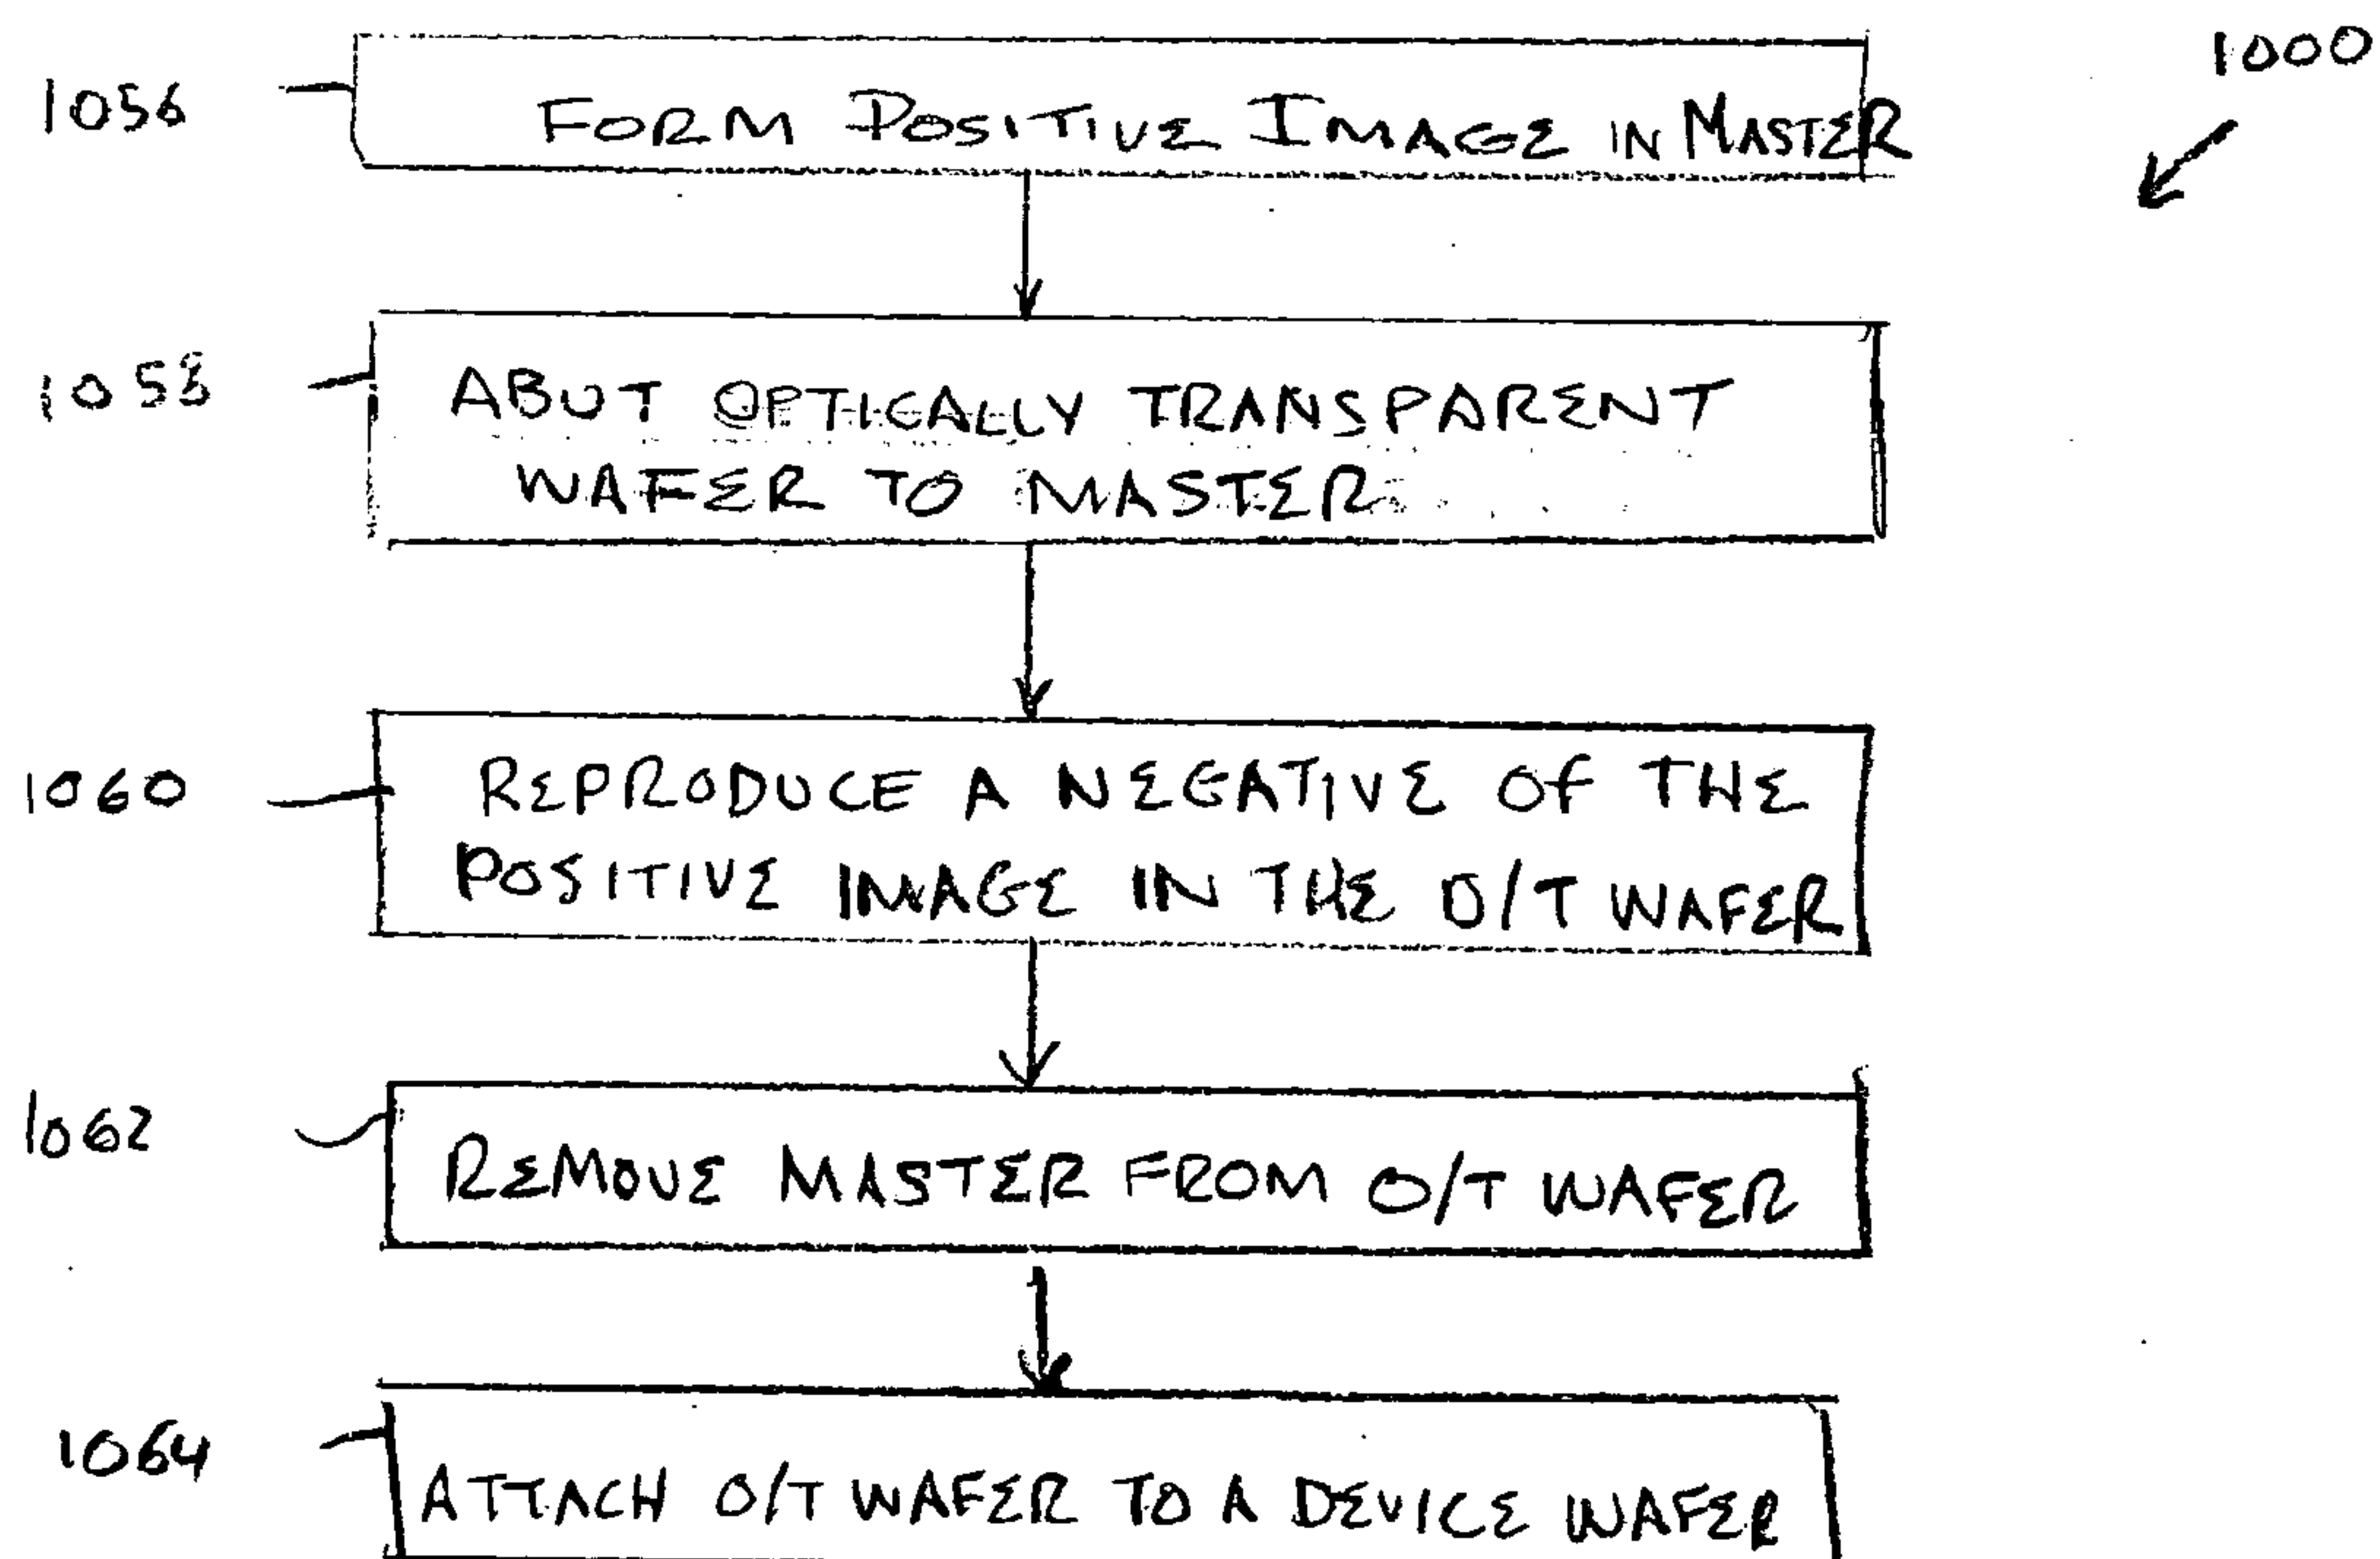 1000
1056
FORM POSITIVE IMAGE IN MASTER
1058
ABUT OPTICALLY TRANSPARENT
WAFER TO MASTER
1060
REPRODUCE A NEGATIVE OF THE
POSITIVE IMAGE IN THE O/T WAFER
1062
REMOVE MASTER FROM O/T WAFER
1064
ATTACH O/T WAFER TO A DEVICE WAFER